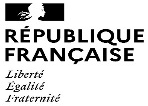 RÉPUBLIQUE
FRANÇAISE
Liberté
Égalité
Fraternité